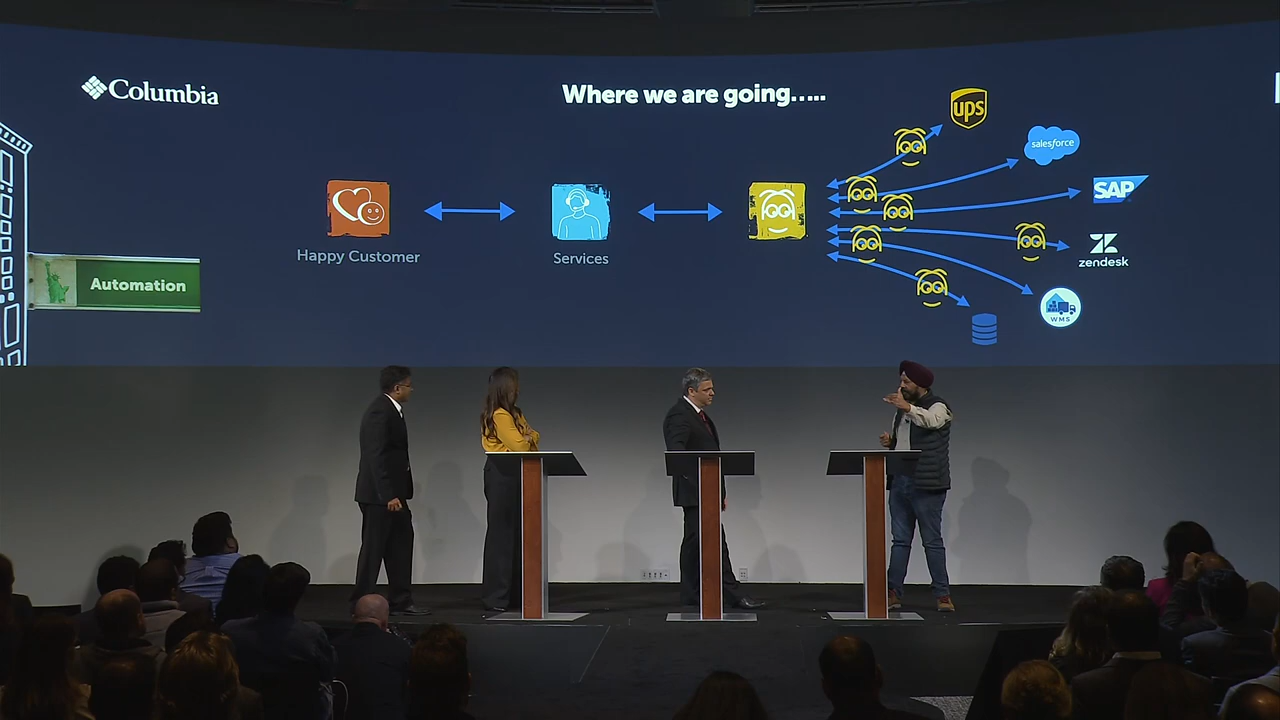 Columbia
Where we are going.....
ups
salesforce
SAP
zendesk
WMS
Happy Customer
Services
Automation